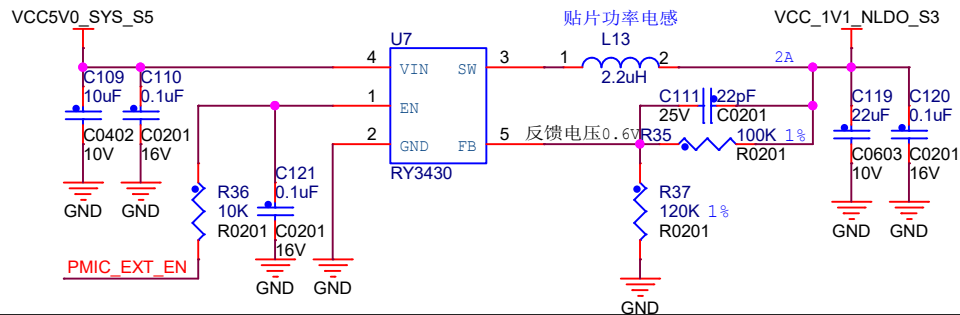 VCC5V0_SYS_S5
贴片功率电感
VCC_1V1_NLDO_S3
U7
L13
4
VIN
SW
3
1
2
2A
2.2uH
C109
10uF
C0402
10V
C110
0.1uF
C0201
16V
1
EN
2
GND
FB
5
RY3430
反馈电压0.6V
C111
25V
22pF
C0201
R35
100K 1%
R0201
C119
22uF
C0603
10V
C120
0.1uF
C0201
16V
GND
GND
R36
10K
R0201
C121
0.1uF
C0201
16V
R37
120K 1%
R0201
GND
GND
PMIC_EXT_EN
GND
GND
GND